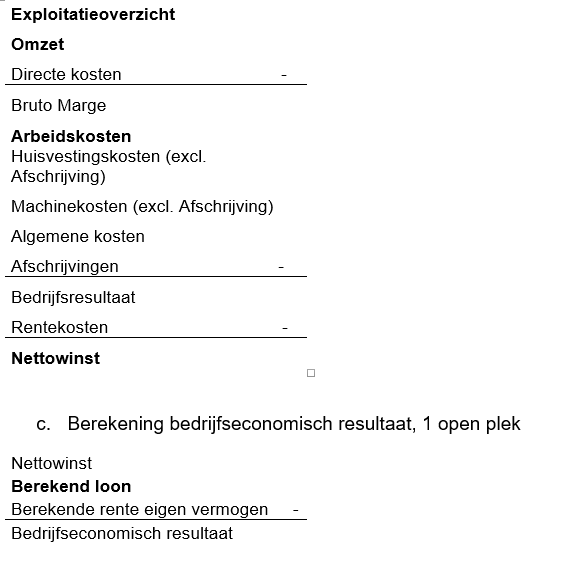 Exploitatieoverzicht
Omzet
Directe kosten -
Bruto Marge
Arbeidskosten
Huisvestingskosten (excl.
Afschrijving)
Machinekosten (excl. Afschrijving)
Algemene kosten
Afschrijvingen -
Bedrijfsresultaat
Rentekosten -
Nettowinst
c. Berekening bedrijfseconomisch resultaat, 1 open plek
Nettowinst
Berekend loon
Berekende rente eigen vermogen -
Bedrijfseconomisch resultaat